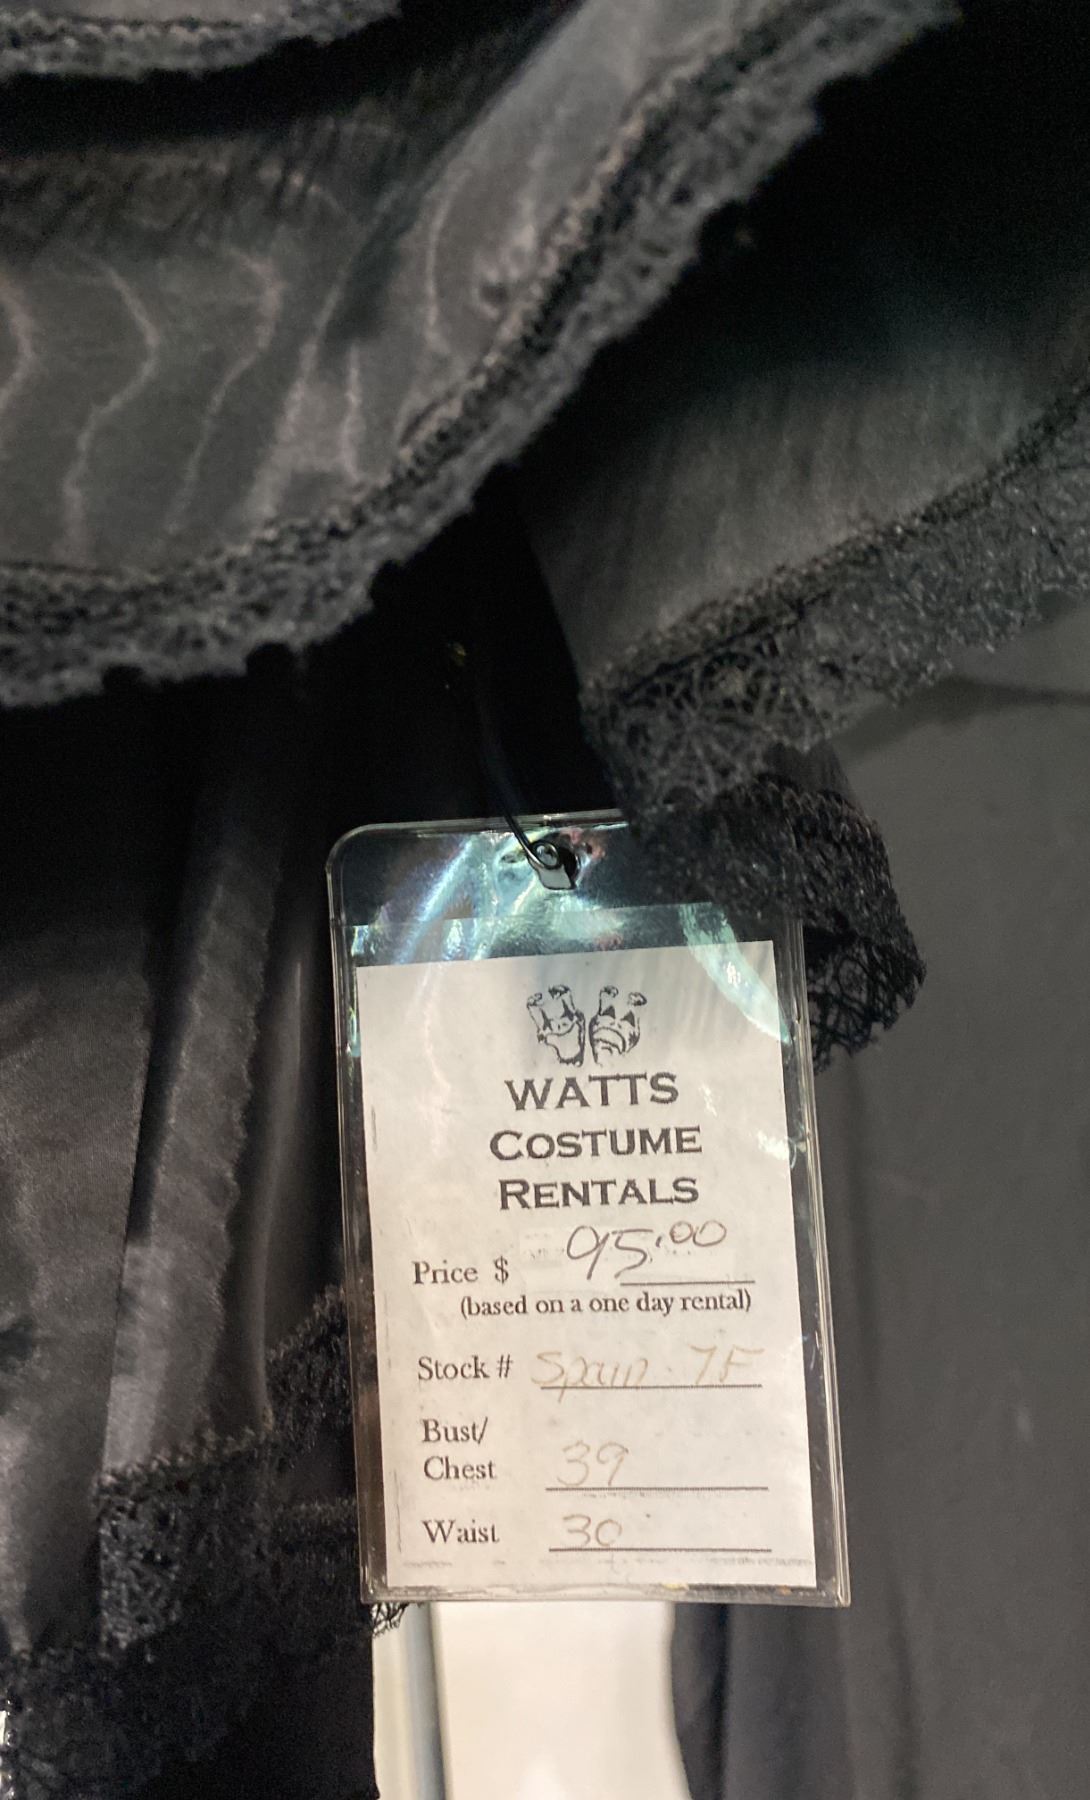 WATTS
COSTUME
RENTALS
Price $ 95.00
(based on a one day rental)
Stock # Spain - 7F
Bust/
Chest 39
Waist 30